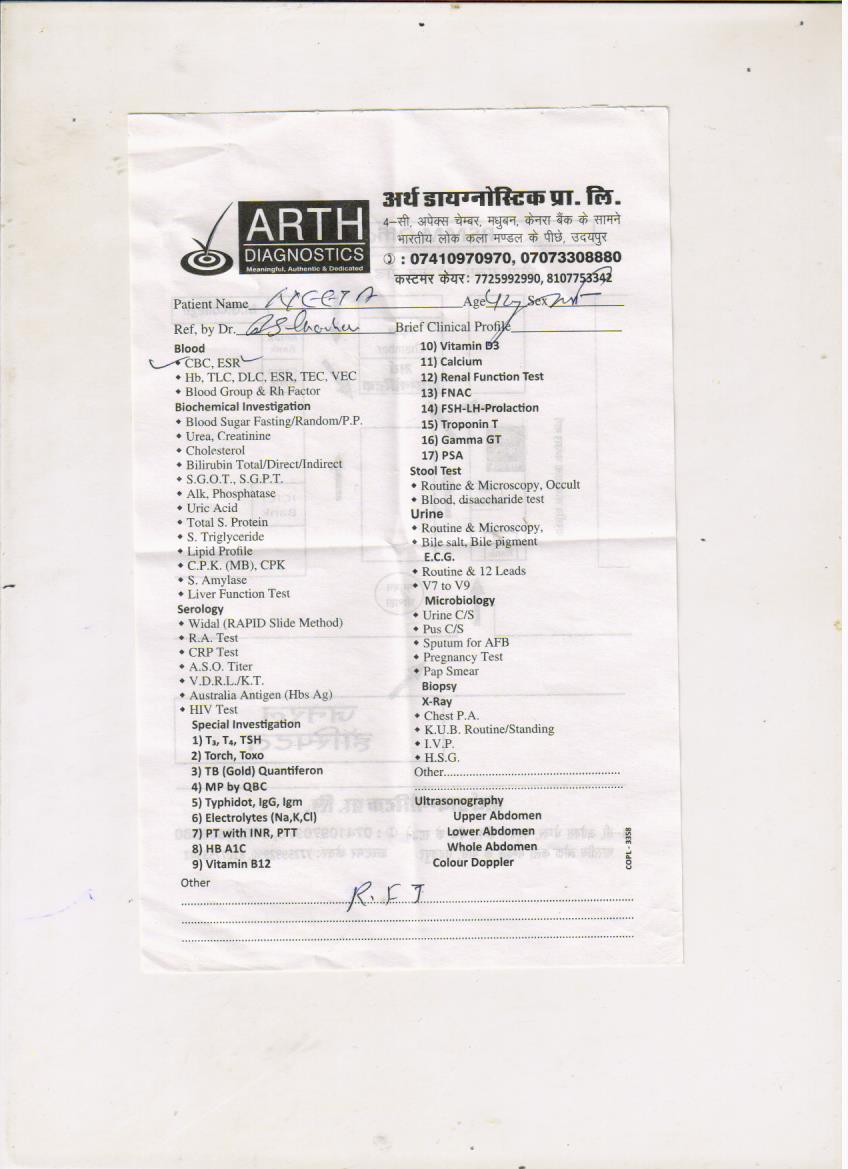 ARTH
DIAGNOSTICS
Meaningful, Authentic & Dedicated
अर्थ डायग्नोस्टिक प्रा. लि.
4–सी, अपेक्स चेम्बर, मधुबन, केनरा बैंक के सामने
भारतीय लोक कला मण्डल के पीछे, उदयपुर
: 07410970970, 07073308880
कस्टमर केयर: 7725992990, 8107753342
Patient Name Age Sex
Ref, by Dr. Brief Clinical Profile
Blood
CBC, ESR
Hb, TLC, DLC, ESR, TEC, VEC
Blood Group & Rh Factor
Biochemical Investigation
Blood Sugar Fasting/Random/P.P.
Urea, Creatinine
Cholesterol
Bilirubin Total/Direct/Indirect
S.G.O.T., S.G.P.T.
Alk, Phosphatase
Uric Acid
Total S. Protein
S. Triglyceride
Lipid Profile
C.P.K. (MB), CPK
S. Amylase
Liver Function Test
Serology
Widal (RAPID Slide Method)
R.A. Test
CRP Test
A.S.O. Titer
V.D.R.L./K.T.
Australia Antigen (Hbs Ag)
HIV Test
Special Investigation
1) T₃, T₄, TSH
2) Torch, Toxo
3) TB (Gold) Quantiferon
4) MP by QBC
5) Typhidot, IgG, Igm
6) Electrolytes (Na,K,Cl)
7) PT with INR, PTT
8) HB A1C
9) Vitamin B12
10) Vitamin D3
11) Calcium
12) Renal Function Test
13) FNAC
14) FSH-LH-Prolaction
15) Troponin T
16) Gamma GT
17) PSA
Stool Test
Routine & Microscopy, Occult
Blood, disaccharide test
Urine
Routine & Microscopy,
Bile salt, Bile pigment
E.C.G.
Routine & 12 Leads
V7 to V9
Microbiology
Urine C/S
Pus C/S
Sputum for AFB
Pregnancy Test
Pap Smear
Biopsy
X-Ray
Chest P.A.
K.U.B. Routine/Standing
I.V.P.
H.S.G.
Other
Ultrasonography
Upper Abdomen
Lower Abdomen
Whole Abdomen
Colour Doppler
COPL - 3358
Other